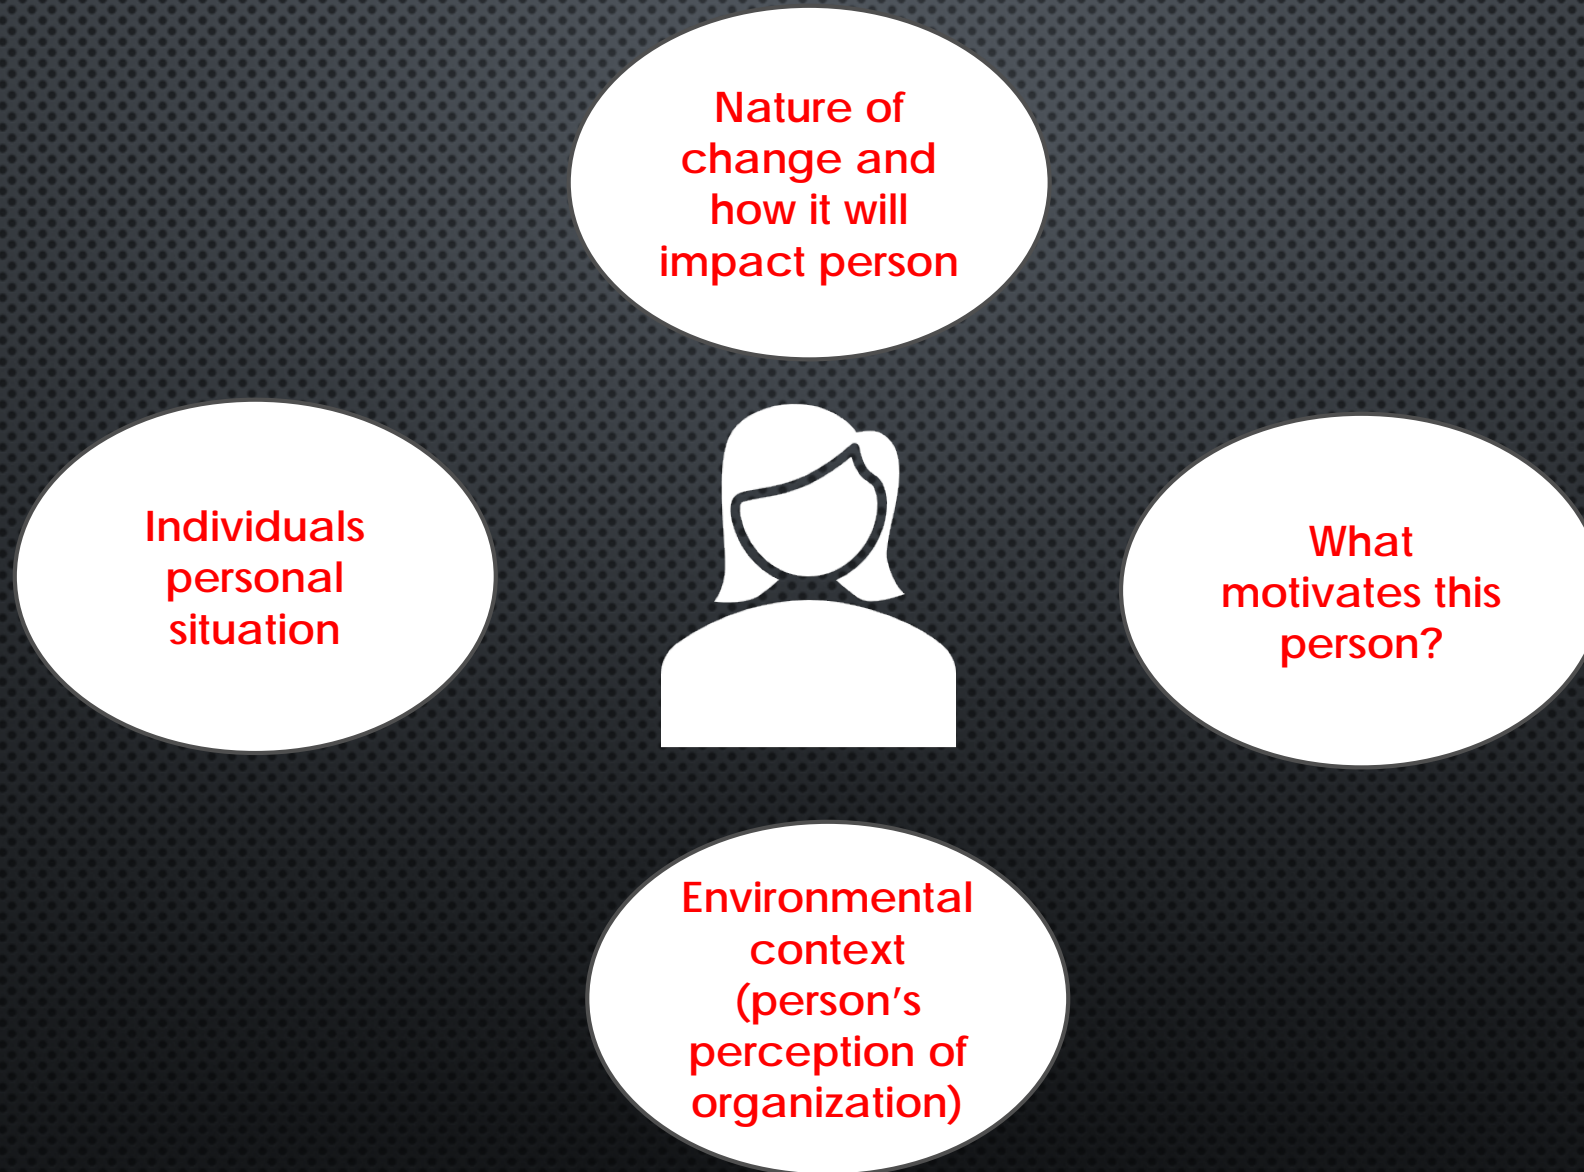 Nature of
change and
how it will
impact person
Individuals
personal
situation
What
motivates this
person?
Environmental
context
(person’s
perception of
organization)